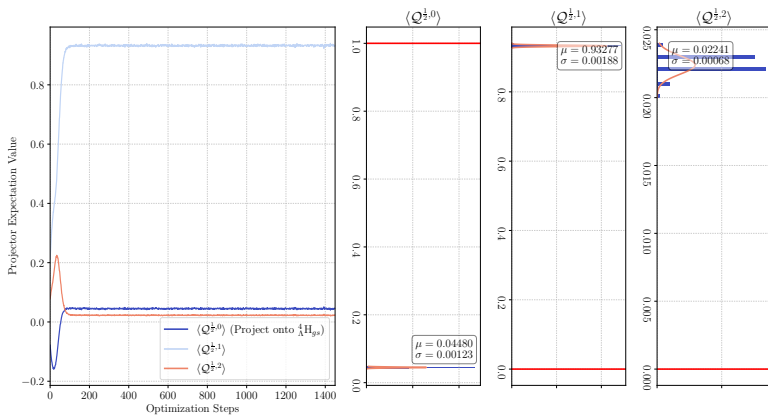 ⟨Q^{1/2,0}⟩
⟨Q^{1/2,1}⟩
⟨Q^{1/2,2}⟩
Projector Expectation Value
0.8
0.6
0.4
0.2
0.0
−0.2
0
200
400
600
800
1000
1200
1400
Optimization Steps
⟨Q^{1/2,0}⟩ (Project onto ⁴_ΛH_{gs})
⟨Q^{1/2,1}⟩
⟨Q^{1/2,2}⟩
1.0
0.8
0.6
0.4
0.2
0.0
μ = 0.04480
σ = 0.00123
0.8
0.6
0.4
0.2
0.0
μ = 0.93277
σ = 0.00188
0.025
0.020
0.015
0.010
0.005
0.000
μ = 0.02241
σ = 0.00068